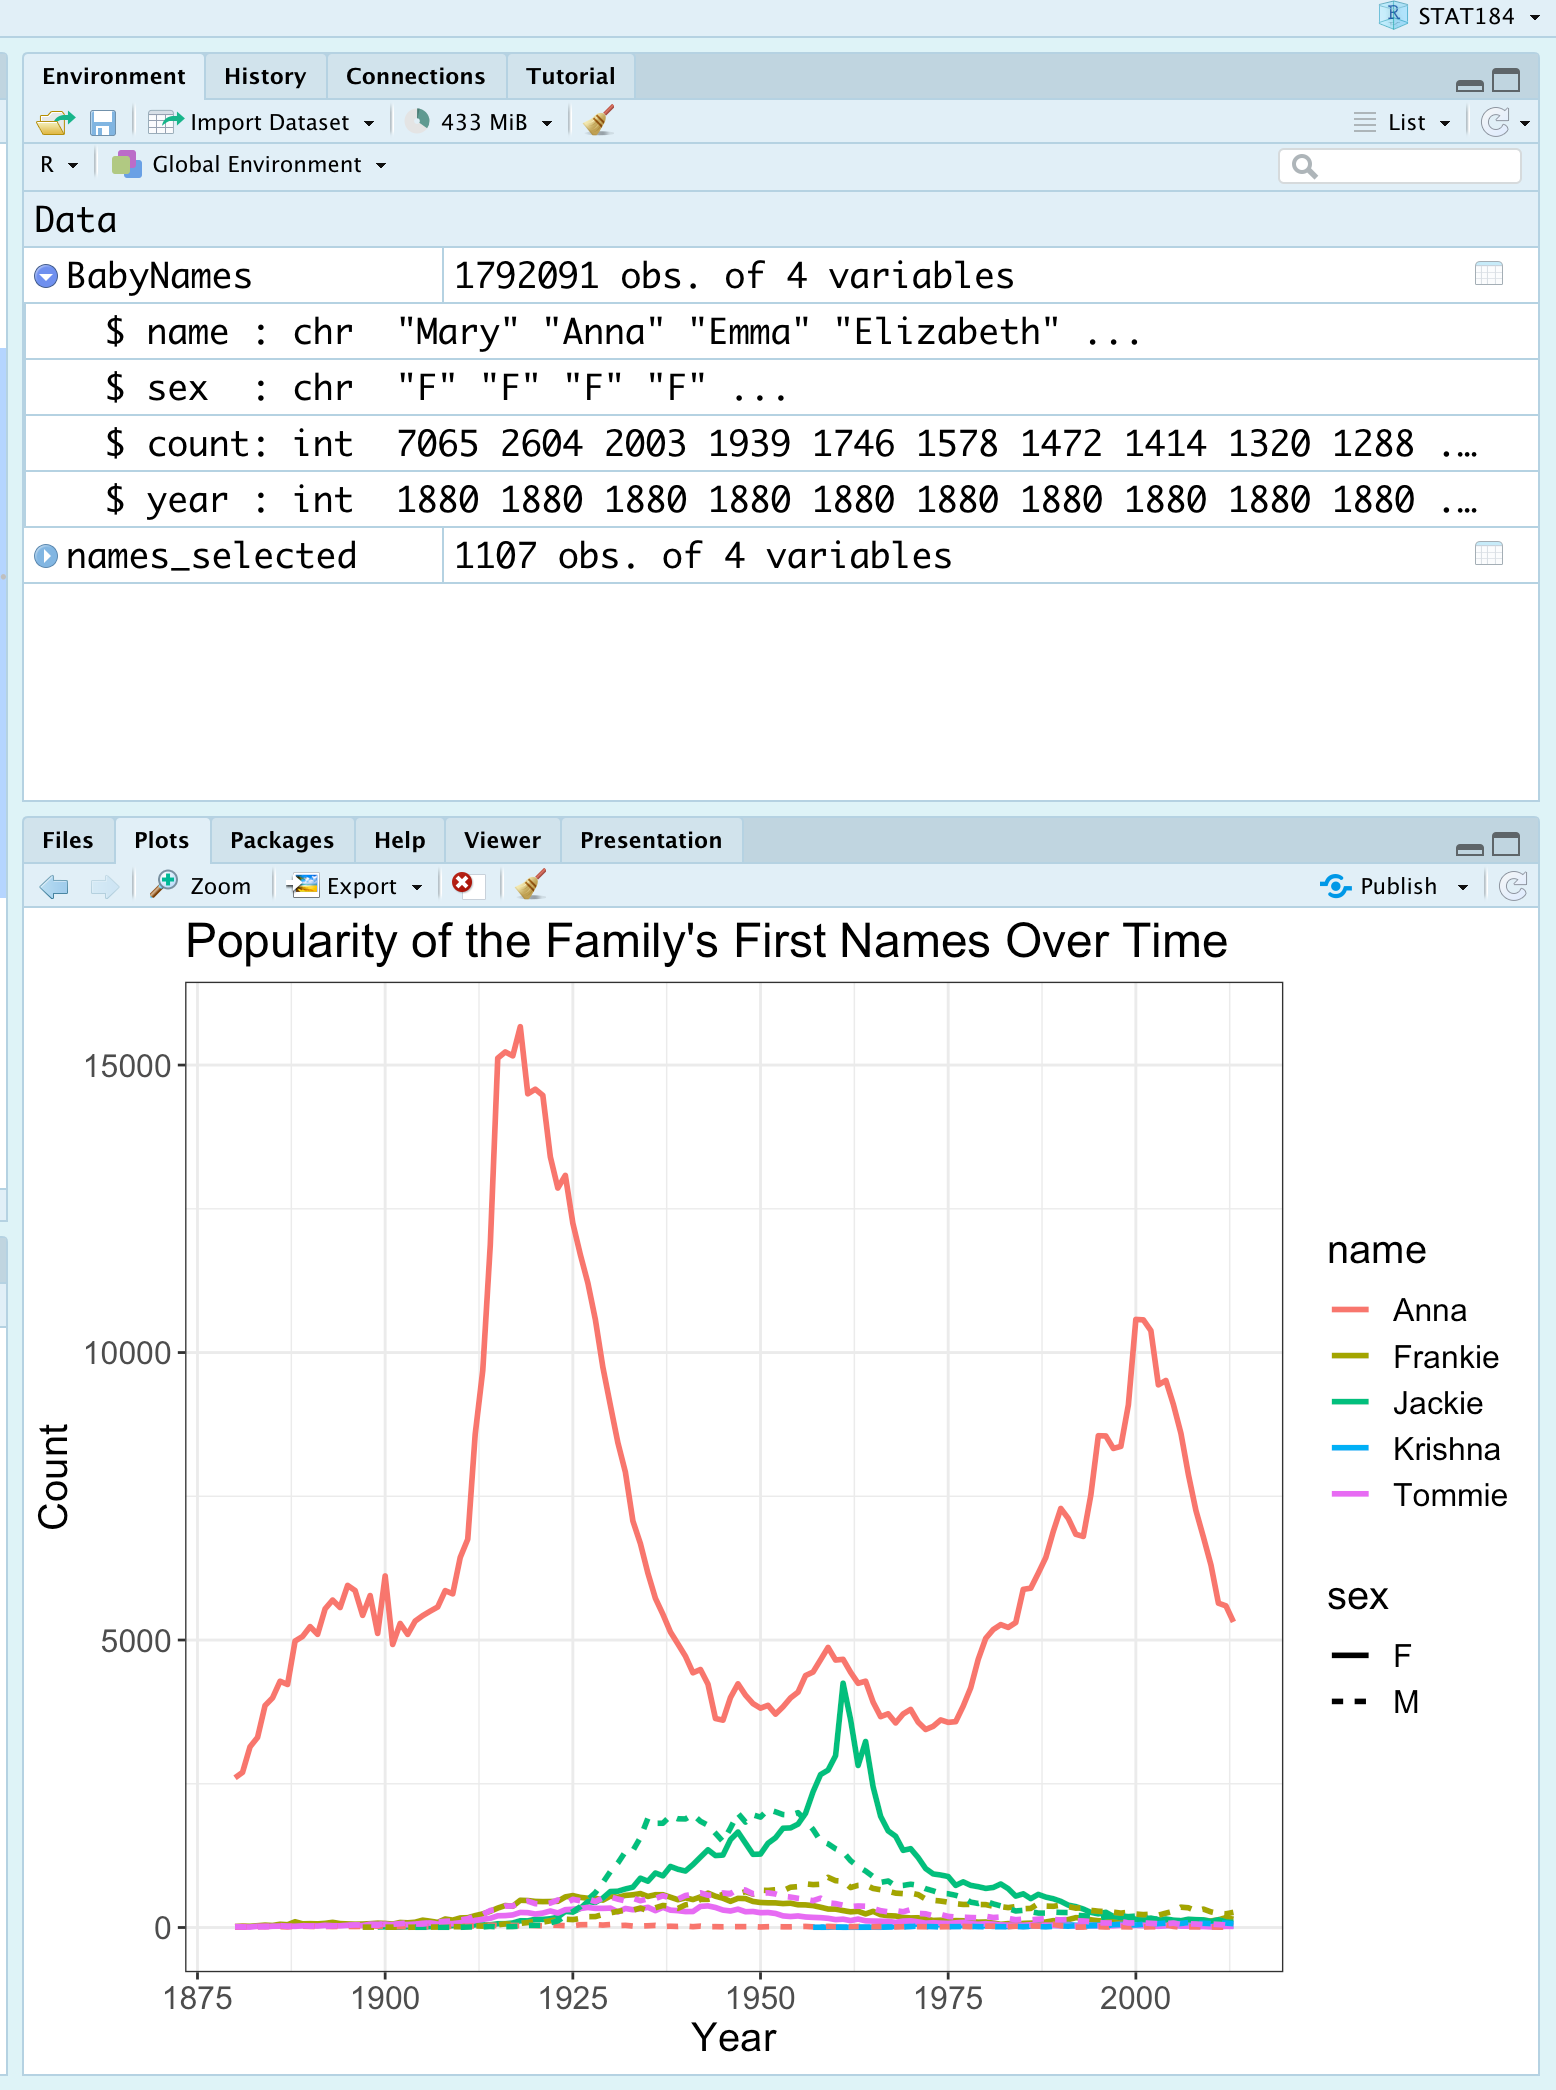 STAT184
Environment History Connections Tutorial
Import Dataset 433 MiB List
R Global Environment
Data
BabyNames 1792091 obs. of 4 variables
$ name : chr "Mary" "Anna" "Emma" "Elizabeth" ...
$ sex : chr "F" "F" "F" "F" ...
$ count: int 7065 2604 2003 1939 1746 1578 1472 1414 1320 1288 ...
$ year : int 1880 1880 1880 1880 1880 1880 1880 1880 1880 1880 ...
names_selected 1107 obs. of 4 variables
Files Plots Packages Help Viewer Presentation
Zoom Export Publish
Popularity of the Family's First Names Over Time
15000
10000
5000
0
Count
1875 1900 1925 1950 1975 2000
Year
name
Anna
Frankie
Jackie
Krishna
Tommie
sex
F
M